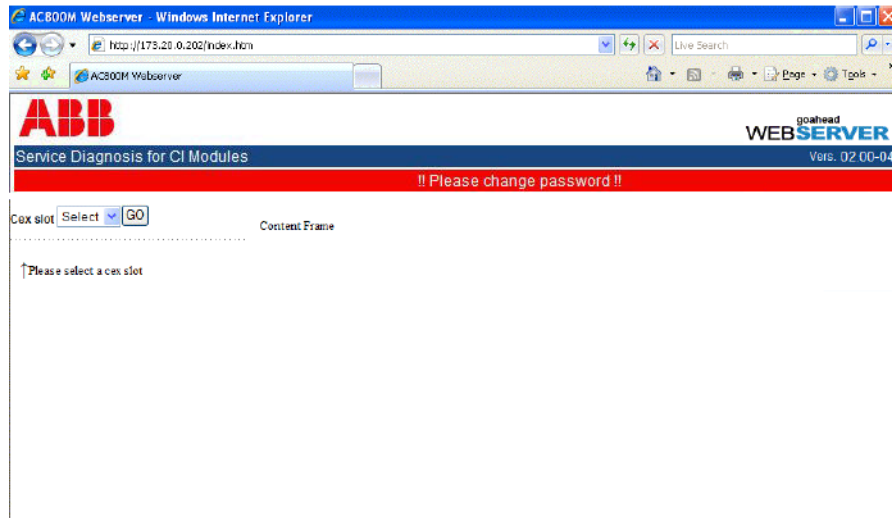 AC800M Webserver - Windows Internet Explorer
http://173.20.0.202/index.htm
Live Search
AC800M Webserver
Page
Tools
ABB
goahead
WEBSERVER
Service Diagnosis for CI Modules
Vers. 02.00-04
!! Please change password !!
Cex slot Select GO
Content Frame
↑Please select a cex slot